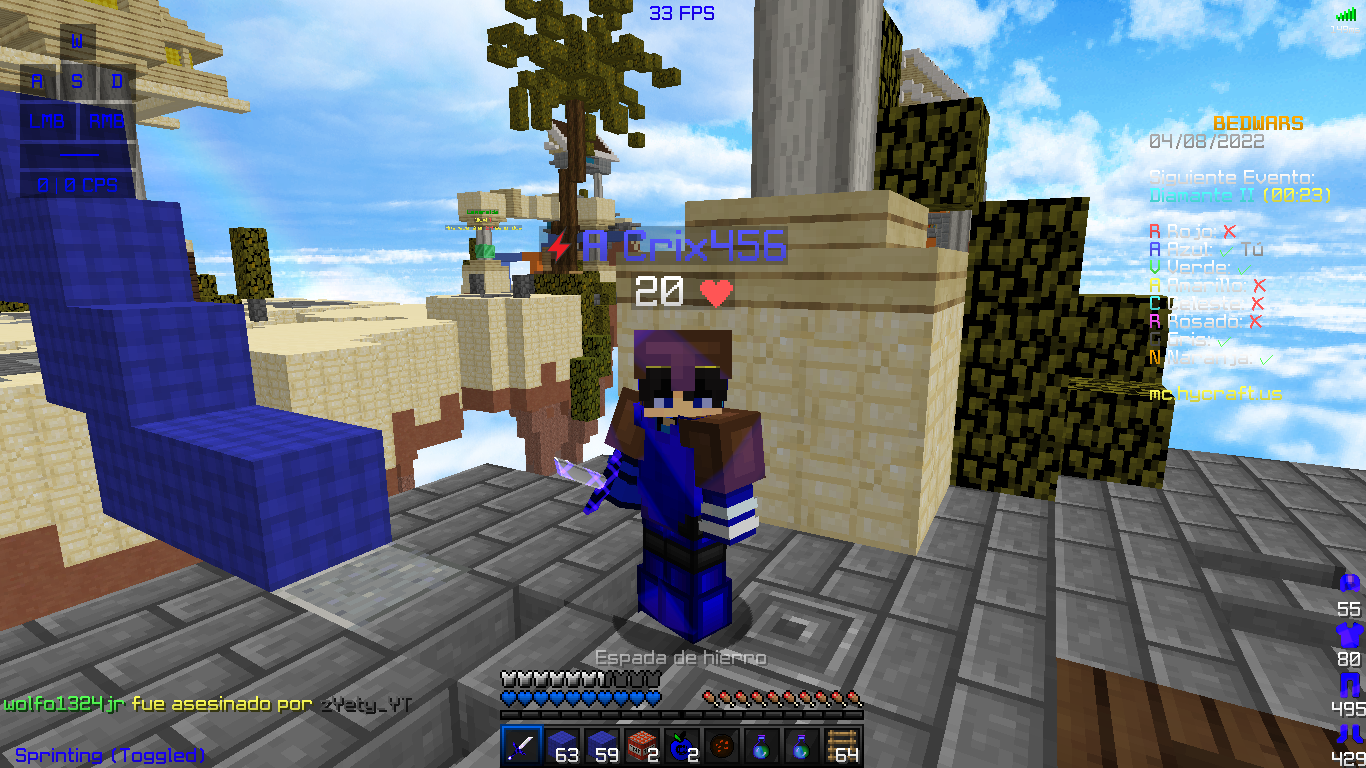 33 FPS
W
A S D
LMB RMB
0 | 0 CPS
BEDWARS
04/08/2022
Siguiente Evento:
Diamante II (00:23)
R Rojo: ✗
A Azul: ✓ Tú
V Verde: ✓
A Amarillo: ✗
C Celeste: ✗
R Rosado: ✗
G Gris: ✓
N Naranja: ✓
mc.hycraft.us
A Crix456
20 ❤
55
80
495
429
Espada de hierro
wolfo1324jr fue asesinado por zYety_YT
Sprinting (Toggled)
63 59 2 2 64